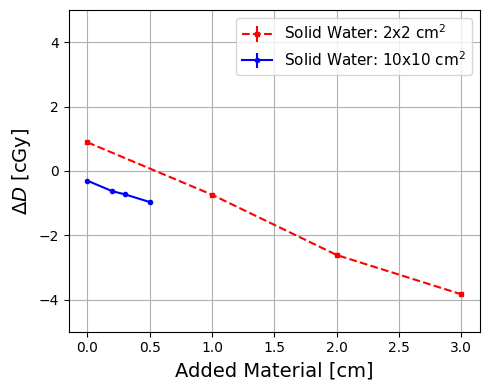 Solid Water: 2x2 cm²
Solid Water: 10x10 cm²
4
2
0
−2
−4
ΔD [cGy]
0.0 0.5 1.0 1.5 2.0 2.5 3.0
Added Material [cm]